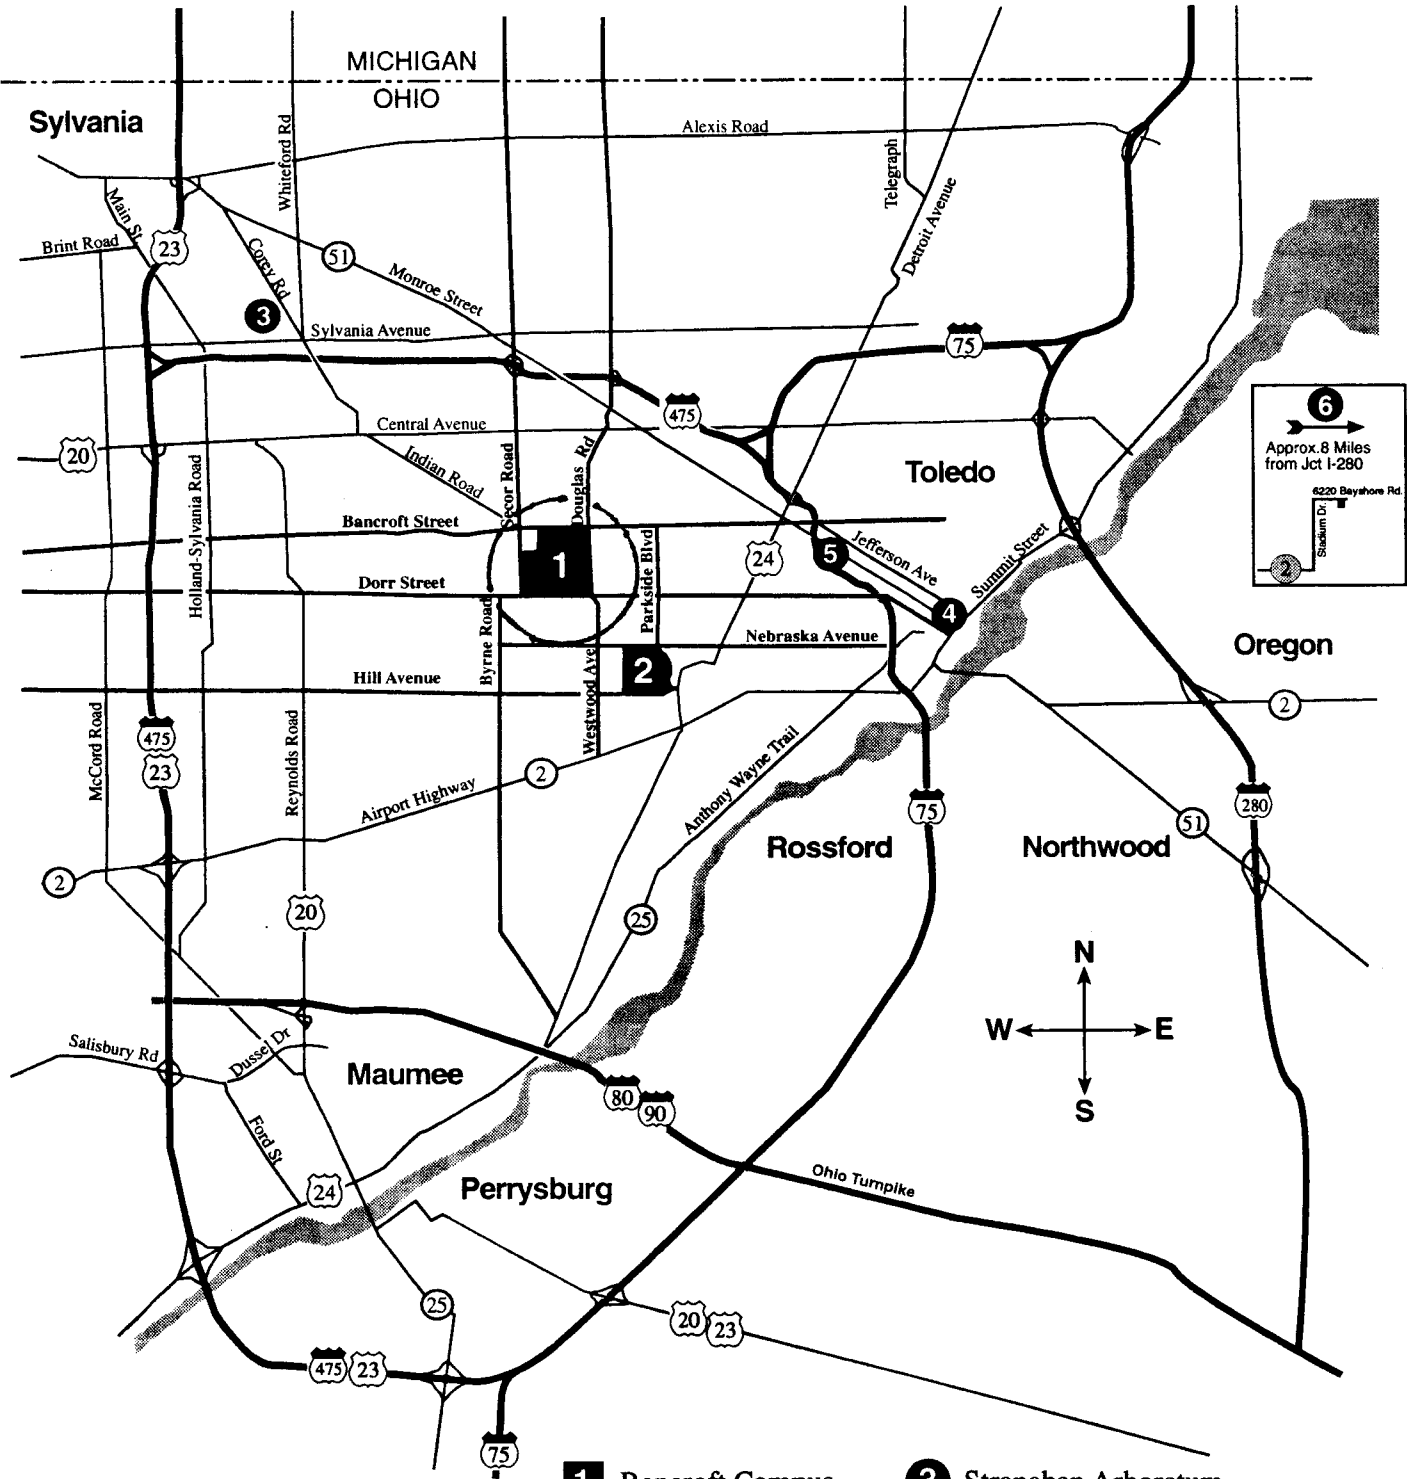 MICHIGAN
OHIO
Sylvania
Alexis Road
Whiteford Rd
Telegraph
Detroit Avenue
Main St.
Brint Road
23
51
Corey Rd
Monroe Street
3
Sylvania Avenue
75
475
6
Approx. 8 Miles
from Jct I-280
6220 Bayshore Rd.
Stadium Dr.
2
Central Avenue
20
Indian Road
Holland-Sylvania Road
Secor Road
Douglas Rd
Toledo
Bancroft Street
1
Parkside Blvd
24
5
Jefferson Ave
Summit Street
Dorr Street
4
Byrne Road
Nebraska Avenue
Oregon
2
Hill Avenue
Westwood Ave
2
McCord Road
475
23
Reynolds Road
Airport Highway
2
Anthony Wayne Trail
75
280
51
Rossford
Northwood
2
20
25
N
W
E
S
Salisbury Rd
Dussel Dr
Maumee
80
90
Ford St
24
Perrysburg
Ohio Turnpike
25
20
23
475
23
75
1 Bancroft Campus
3 Stranahan Arboretum